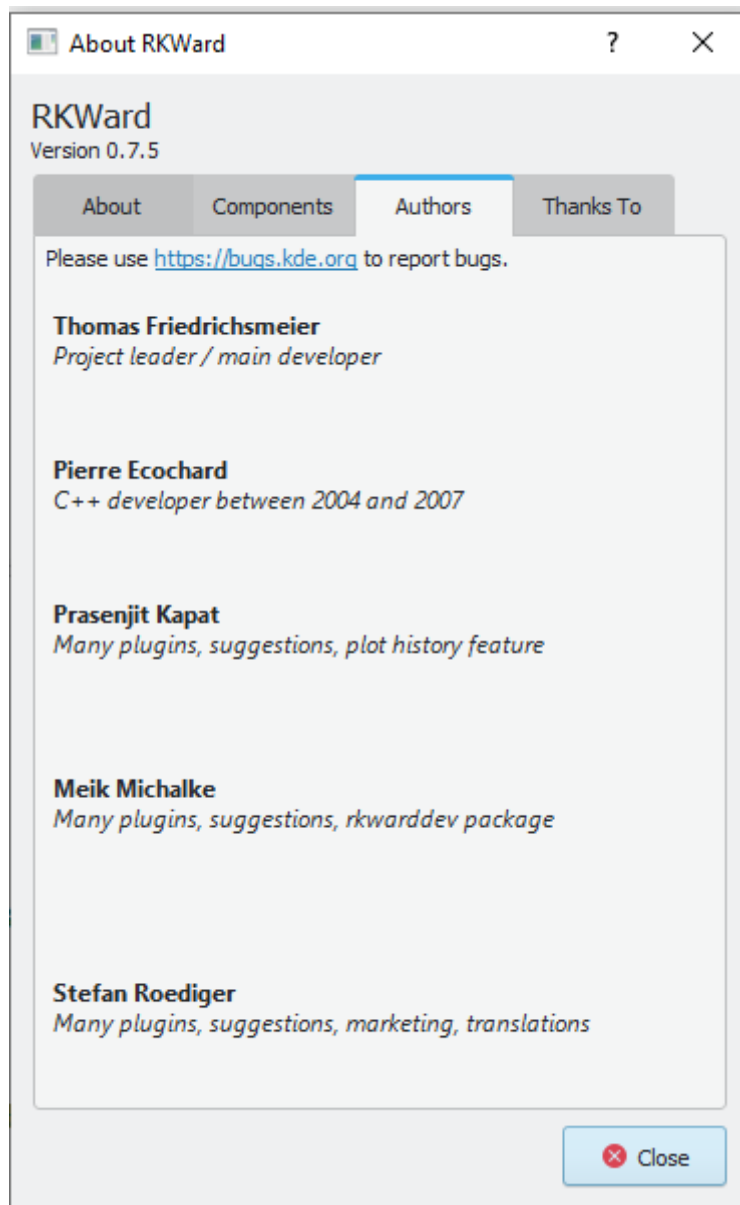 About RKWard ?
RKWard
Version 0.7.5
About Components Authors Thanks To
Please use https://bugs.kde.org to report bugs.
Thomas Friedrichsmeier
Project leader / main developer
Pierre Ecochard
C++ developer between 2004 and 2007
Prasenjit Kapat
Many plugins, suggestions, plot history feature
Meik Michalke
Many plugins, suggestions, rkwarddev package
Stefan Roediger
Many plugins, suggestions, marketing, translations
Close